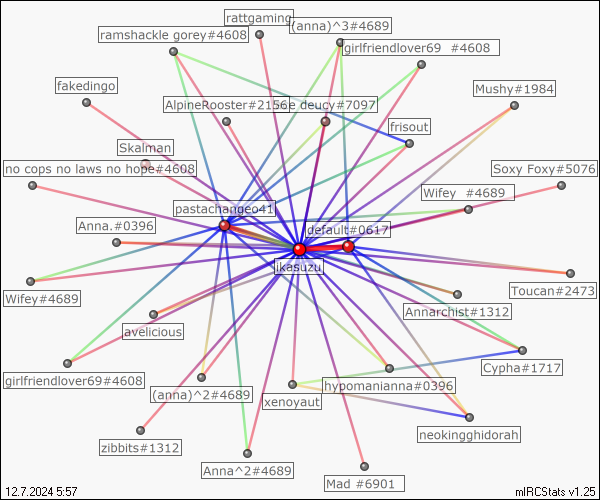 rattgaming
(anna)^3#4689
ramshackle gorey#4608
girlfriendlover69 #4608
fakedingo
Mushy#1984
AlpineRooster#2156
e deucy#7097
frisout
Skalman
no cops no laws no hope#4608
Soxy Foxy#5076
Wifey #4689
pastachangeo41
Anna.#0396
default#0617
jikasuzu
Toucan#2473
Wifey#4689
Annarchist#1312
avelicious
Cypha#1717
girlfriendlover69#4608
hypomanianna#0396
(anna)^2#4689
xenoyaut
neokingghidorah
zibbits#1312
Anna^2#4689
Mad #6901
12.7.2024 5:57
mIRCStats v1.25